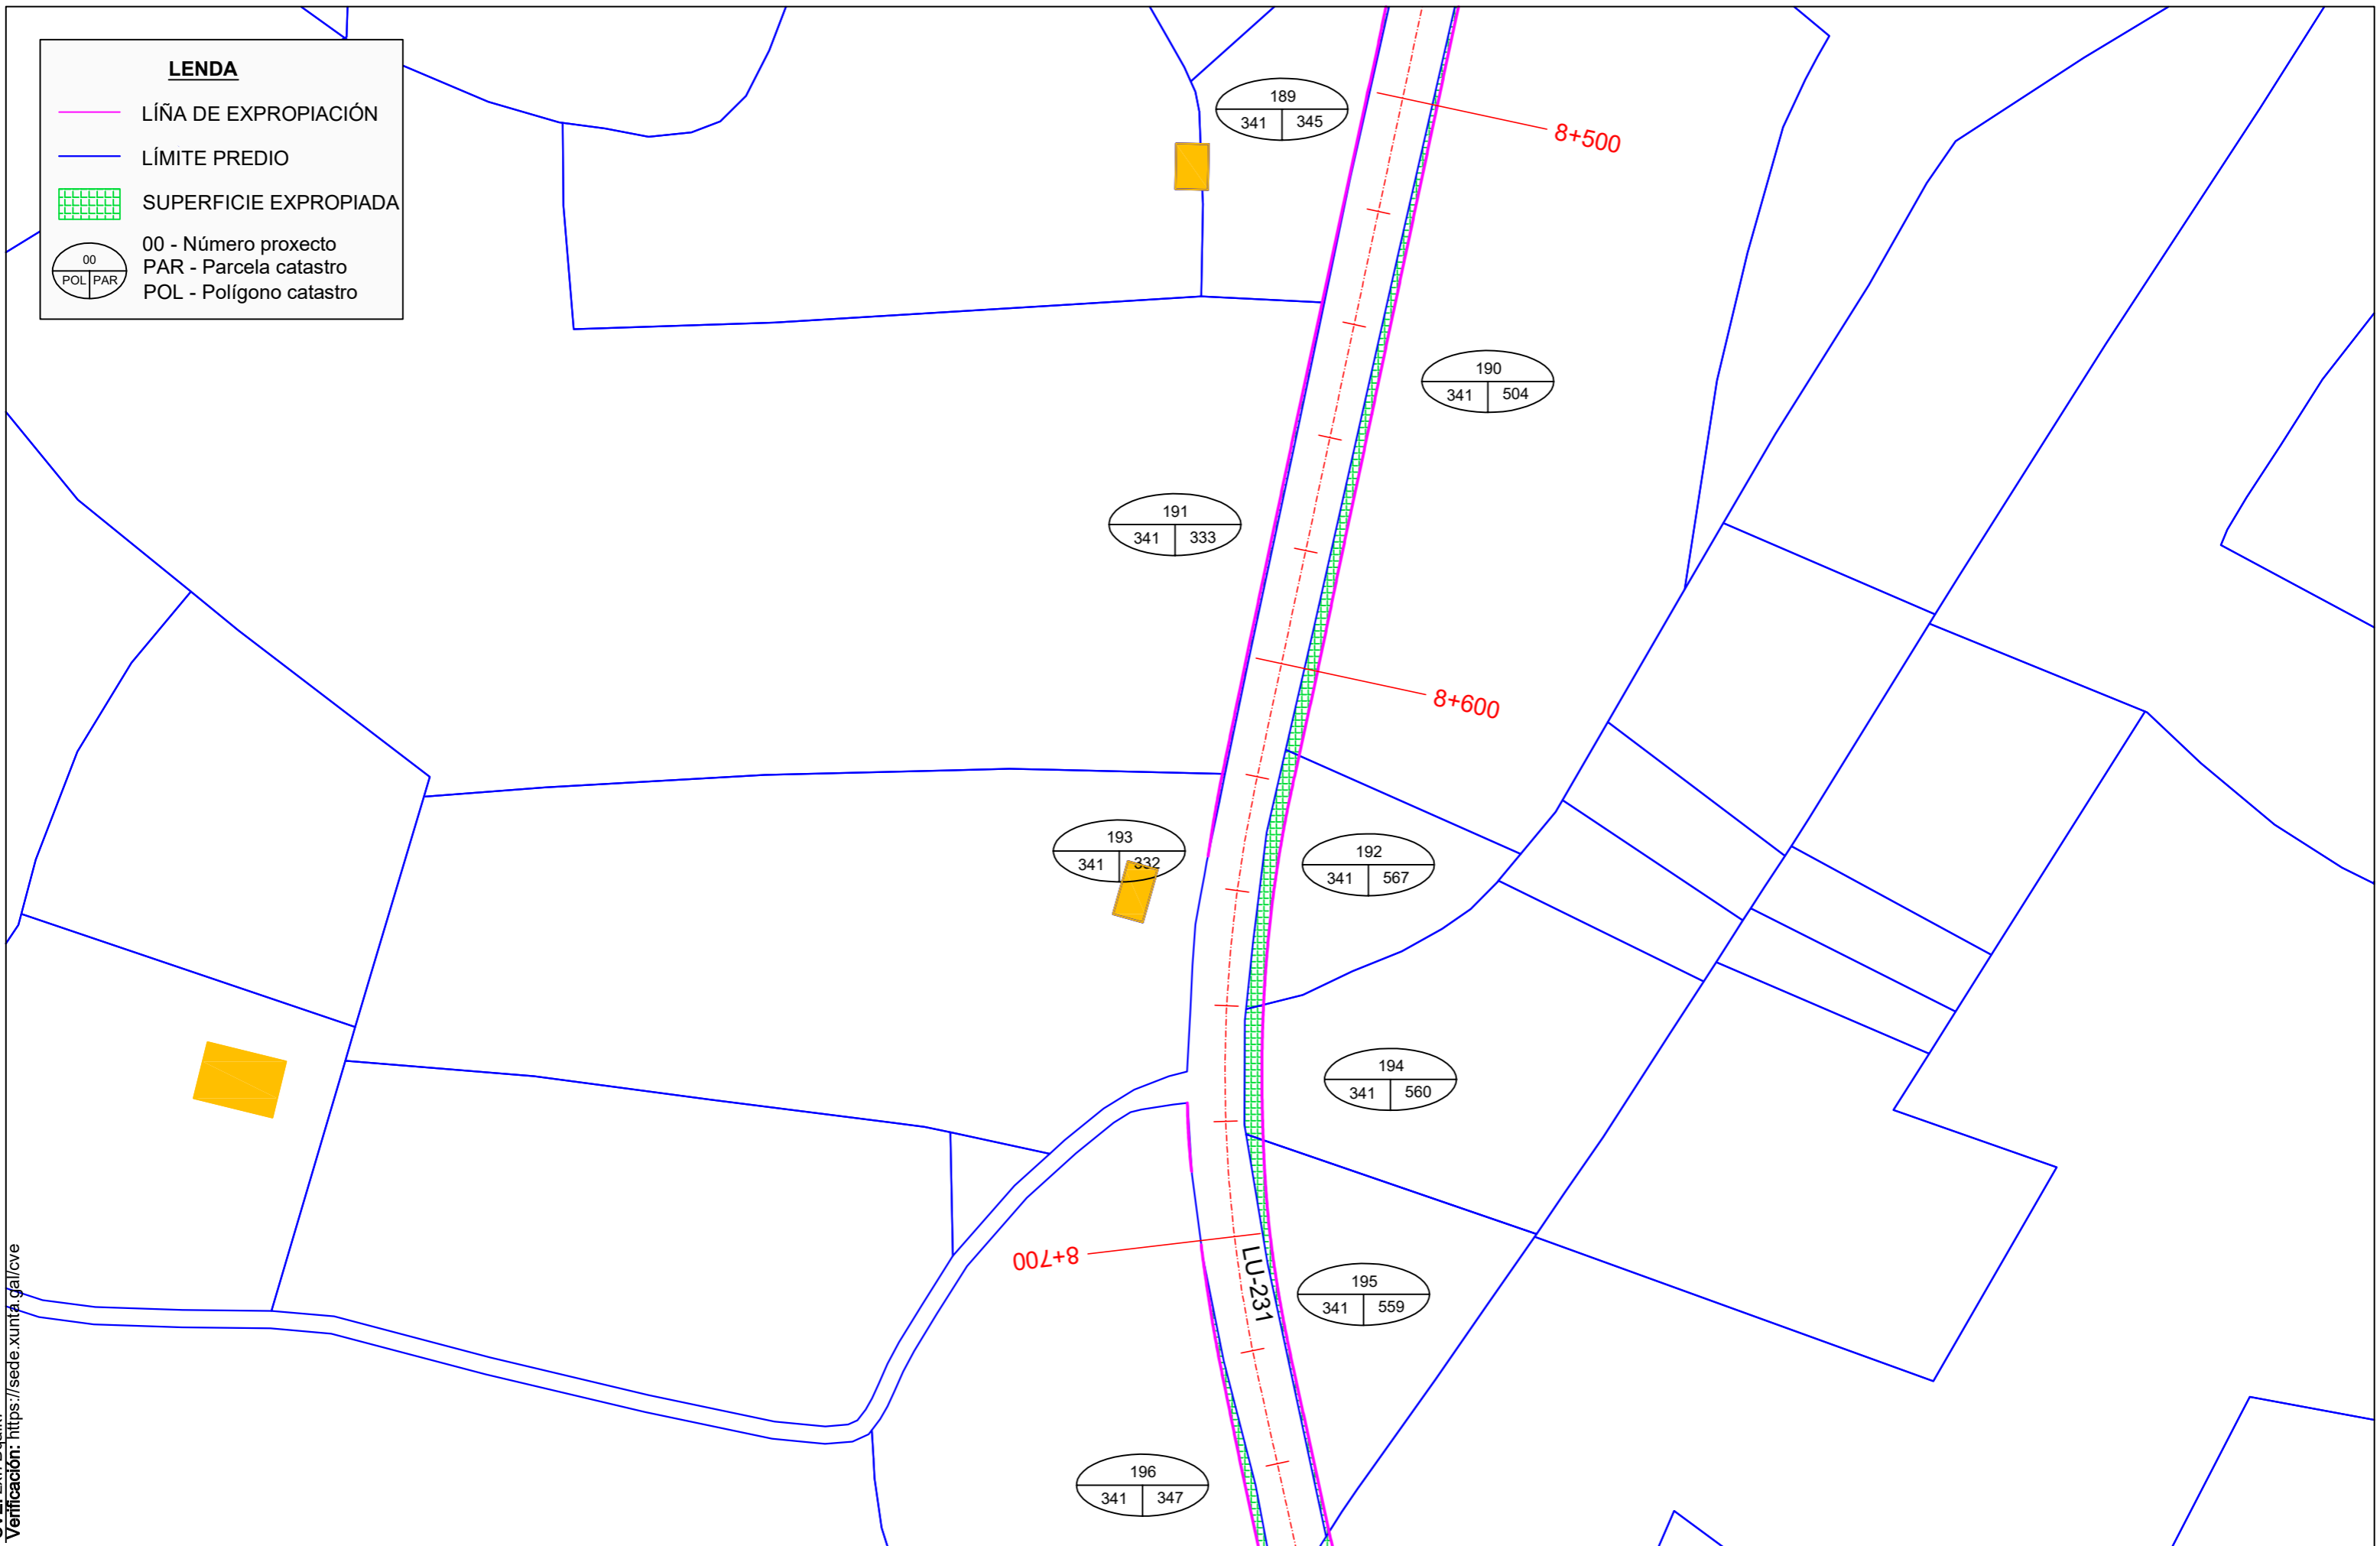 LENDA
LÍÑA DE EXPROPIACIÓN
LÍMITE PREDIO
SUPERFICIE EXPROPIADA
00
POL PAR
00 - Número proxecto
PAR - Parcela catastro
POL - Polígono catastro
189
341 345
8+500
190
341 504
191
341 333
8+600
193
341 332
192
341 567
194
341 560
8+700
LU-231
195
341 559
196
341 347
Verificación: https://sede.xunta.gal/cve